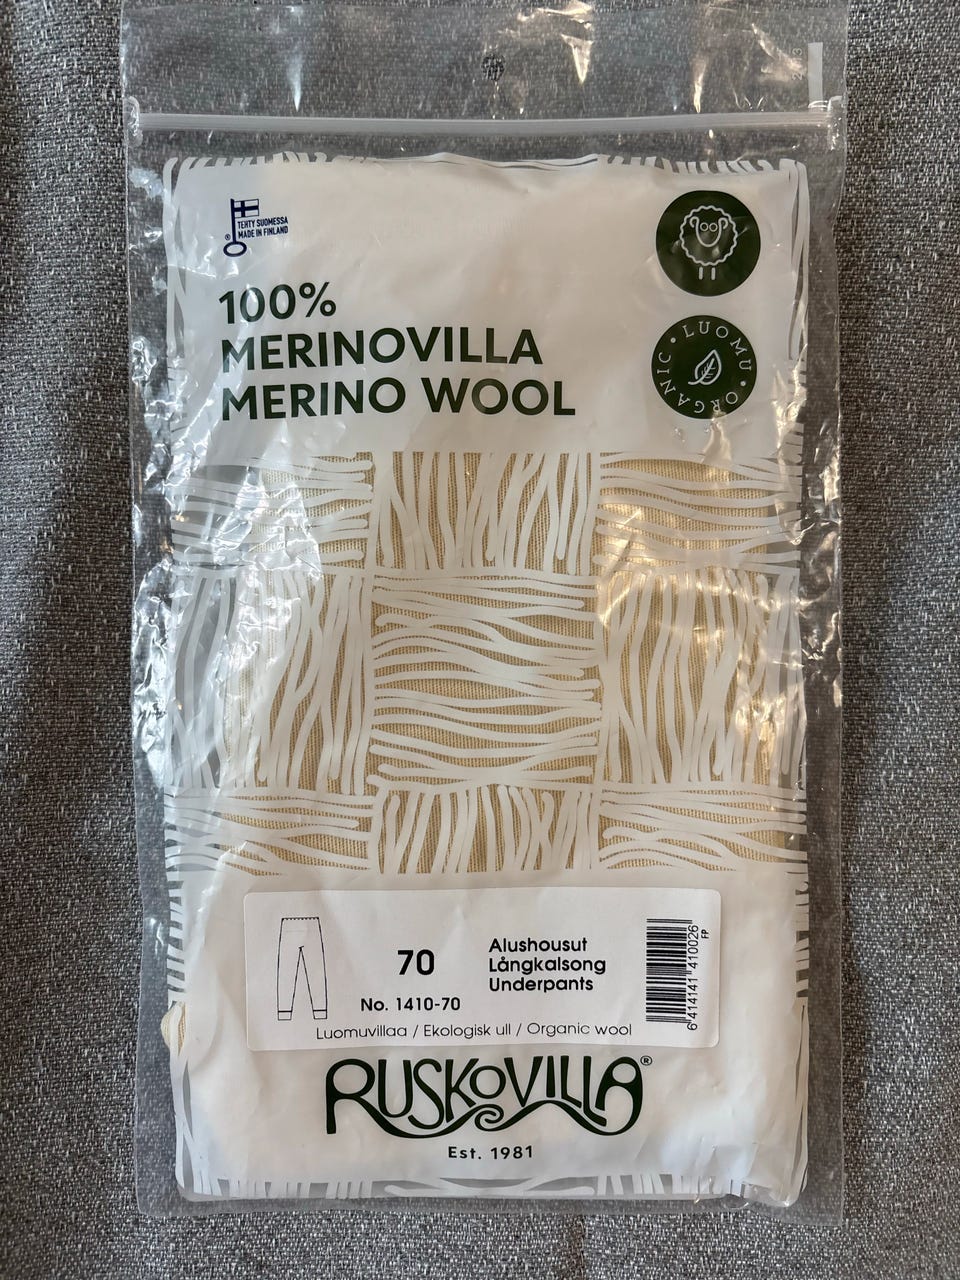 TEHTY SUOMESSA
® MADE IN FINLAND
100%
MERINOVILLA
MERINO WOOL
• LUOMU • ORGANIC
70
No. 1410-70
Alushousut
Långkalsong
Underpants
Luomuvillaa / Ekologisk ull / Organic wool
6 414141 410026
FP
RUSKOVILLA®
Est. 1981